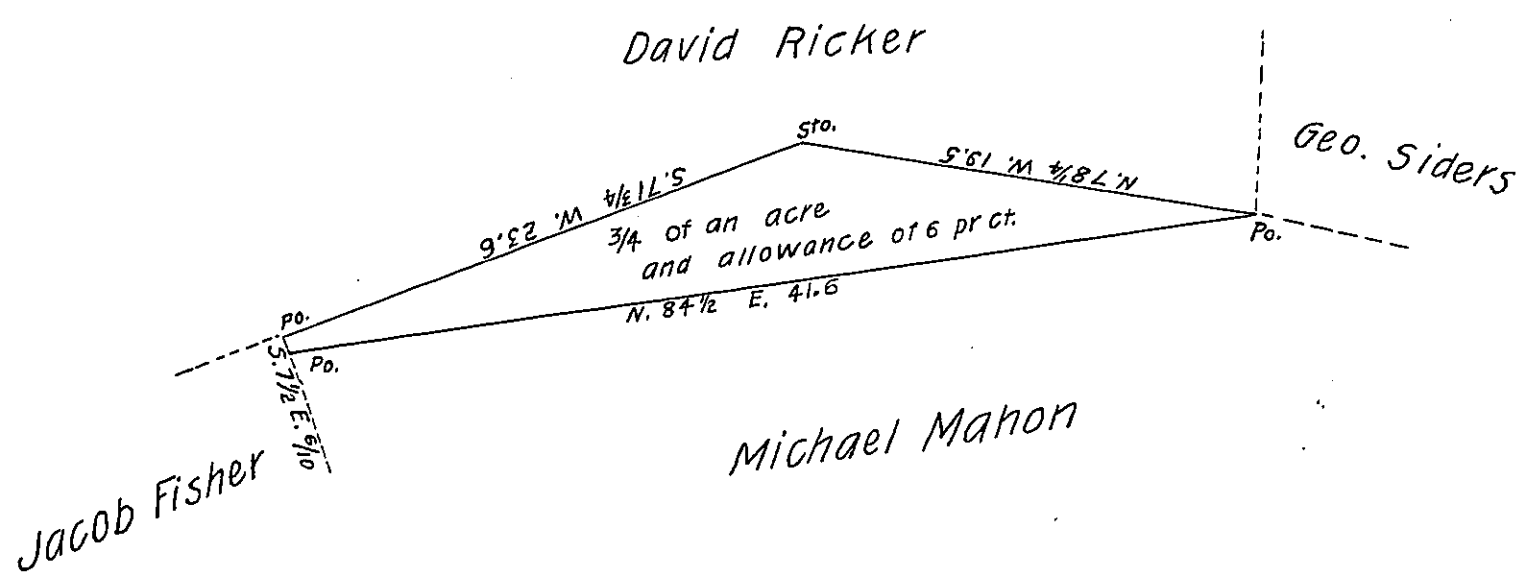 David Ricker
Geo. Siders
Sto.
N. 78 1/4 W. 19.5
S. 71 3/4 W. 23.6
3/4 of an acre
and allowance of 6 pr ct.
N. 84 1/2 E. 41.6
Po.
Po.
Po.
S. 7 1/2 E. 6/10
Jacob Fisher
Michael Mahon